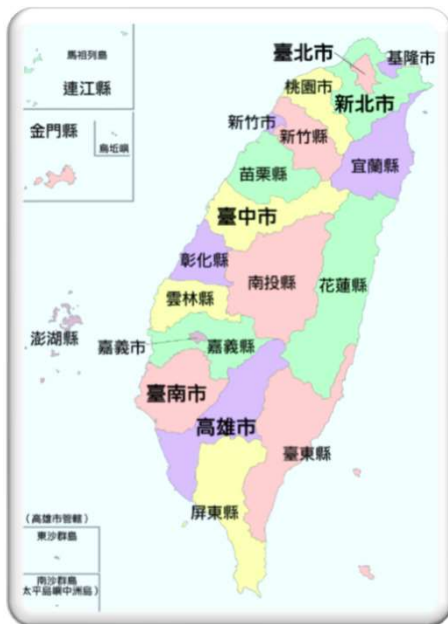 馬祖列島
連江縣
金門縣
烏坵嶼
臺北市
基隆市
桃園市
新北市
新竹市
新竹縣
宜蘭縣
苗栗縣
臺中市
彰化縣
南投縣
花蓮縣
雲林縣
澎湖縣
嘉義市
嘉義縣
臺南市
高雄市
臺東縣
屏東縣
(高雄市管轄)
東沙群島
南沙群島
太平島嶼中洲島)